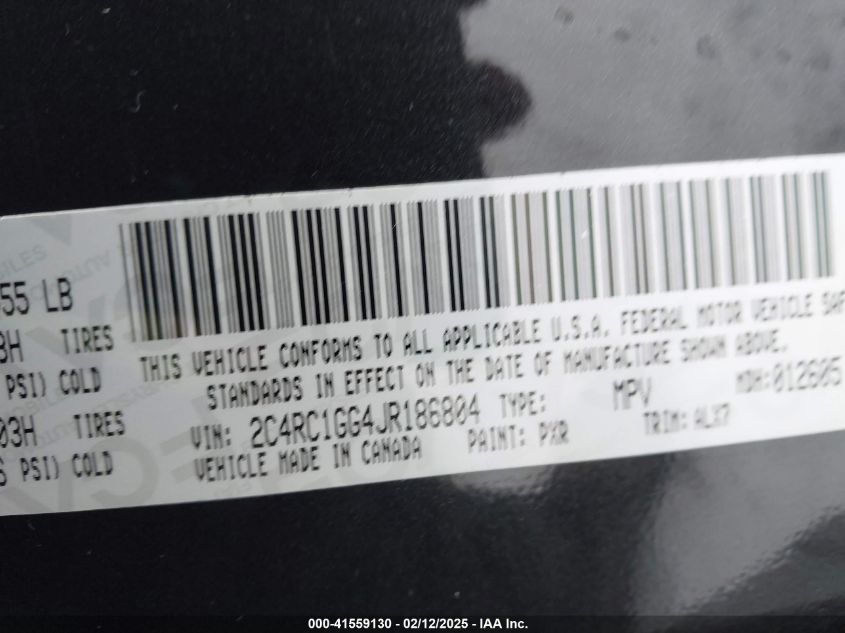 55 LB
3H TIRES
PSI) COLD
03H TIRES
PSI) COLD
THIS VEHICLE CONFORMS TO ALL APPLICABLE U.S.A. FEDERAL MOTOR VEHICLE SAF
STANDARDS IN EFFECT ON THE DATE OF MANUFACTURE SHOWN ABOVE.
VIN: 2C4RC1GG4JR186804 TYPE: MPV MDH:012605
VEHICLE MADE IN CANADA PAINT: PXR TRIM:ALX7
000-41559130 - 02/12/2025 - IAA Inc.